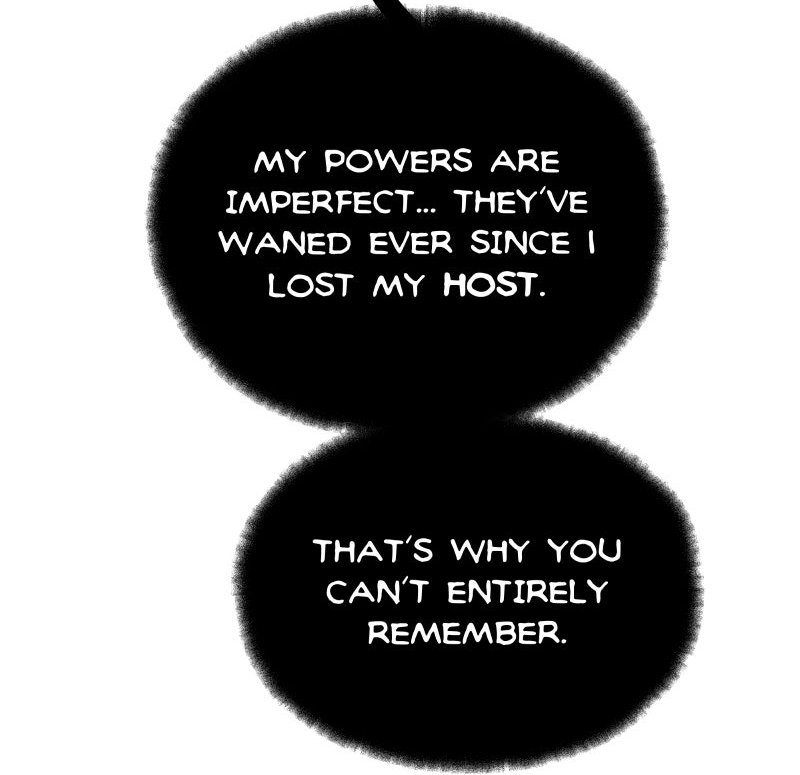 MY POWERS ARE
IMPERFECT... THEY'VE
WANED EVER SINCE I
LOST MY HOST.
THAT'S WHY YOU
CAN'T ENTIRELY
REMEMBER.